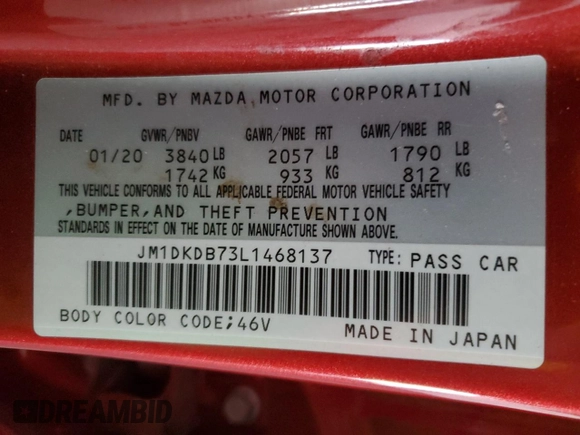 MFD. BY MAZDA MOTOR CORPORATION
DATE GVWR/PNBV GAWR/PNBE FRT GAWR/PNBE RR
01/20 3840 LB 2057 LB 1790 LB
1742 KG 933 KG 812 KG
THIS VEHICLE CONFORMS TO ALL APPLICABLE FEDERAL MOTOR VEHICLE SAFETY
,BUMPER,AND THEFT PREVENTION
STANDARDS IN EFFECT ON THE DATE OF MANUFACTURE SHOWN ABOVE.
JM1DKDB73L1468137 TYPE: PASS CAR
BODY COLOR CODE;46V MADE IN JAPAN
DREAMBID